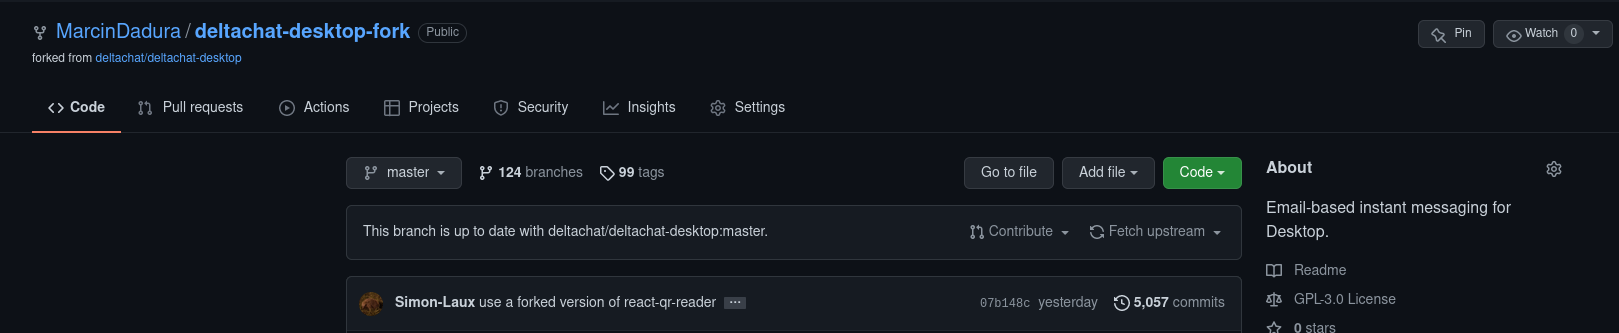 MarcinDadura / deltachat-desktop-fork Public
Pin
Watch 0
forked from deltachat/deltachat-desktop
Code
Pull requests
Actions
Projects
Security
Insights
Settings
master
124 branches
99 tags
Go to file
Add file
Code
This branch is up to date with deltachat/deltachat-desktop:master.
Contribute
Fetch upstream
Simon-Laux use a forked version of react-qr-reader ...
07b148c yesterday
5,057 commits
About
Email-based instant messaging for
Desktop.
Readme
GPL-3.0 License
0 stars